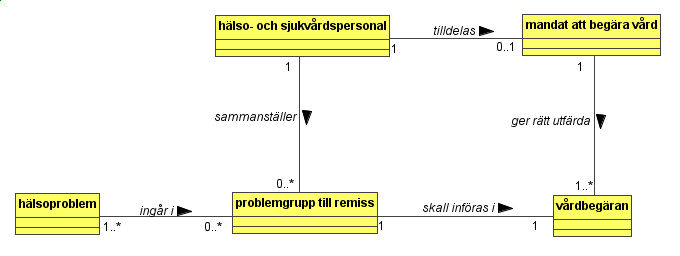 hälso- och sjukvårdspersonal
tilldelas
mandat att begära vård
1
0..1
1
1
sammanställer
ger rätt utfärda
0..*
1..*
hälsoproblem
ingår i
problemgrupp till remiss
skall införas i
vårdbegäran
1..*
0..*
1
1